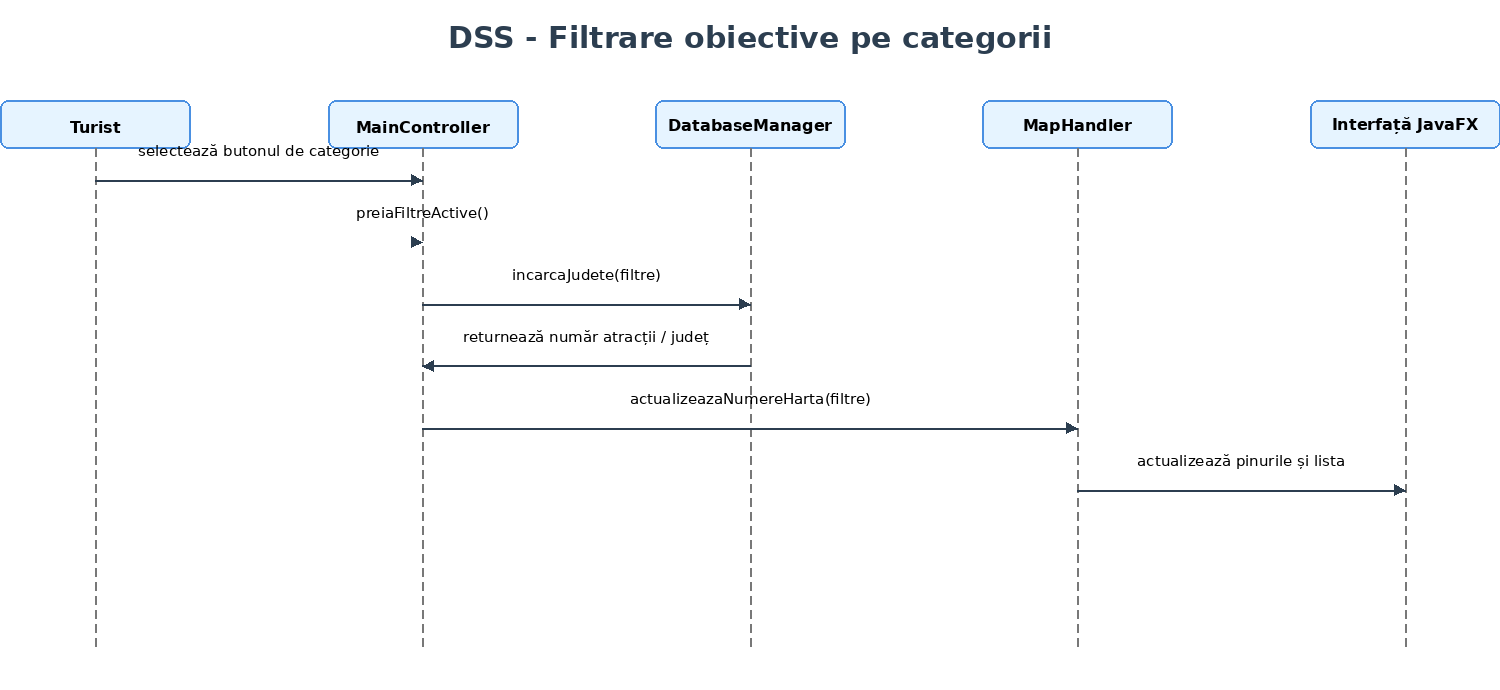 DSS - Filtrare obiective pe categorii
Turist
MainController
DatabaseManager
MapHandler
Interfață JavaFX
selectează butonul de categorie
preiaFiltreActive()
incarcaJudete(filtre)
returnează număr atracții / județ
actualizeazaNumereHarta(filtre)
actualizează pinurile și lista